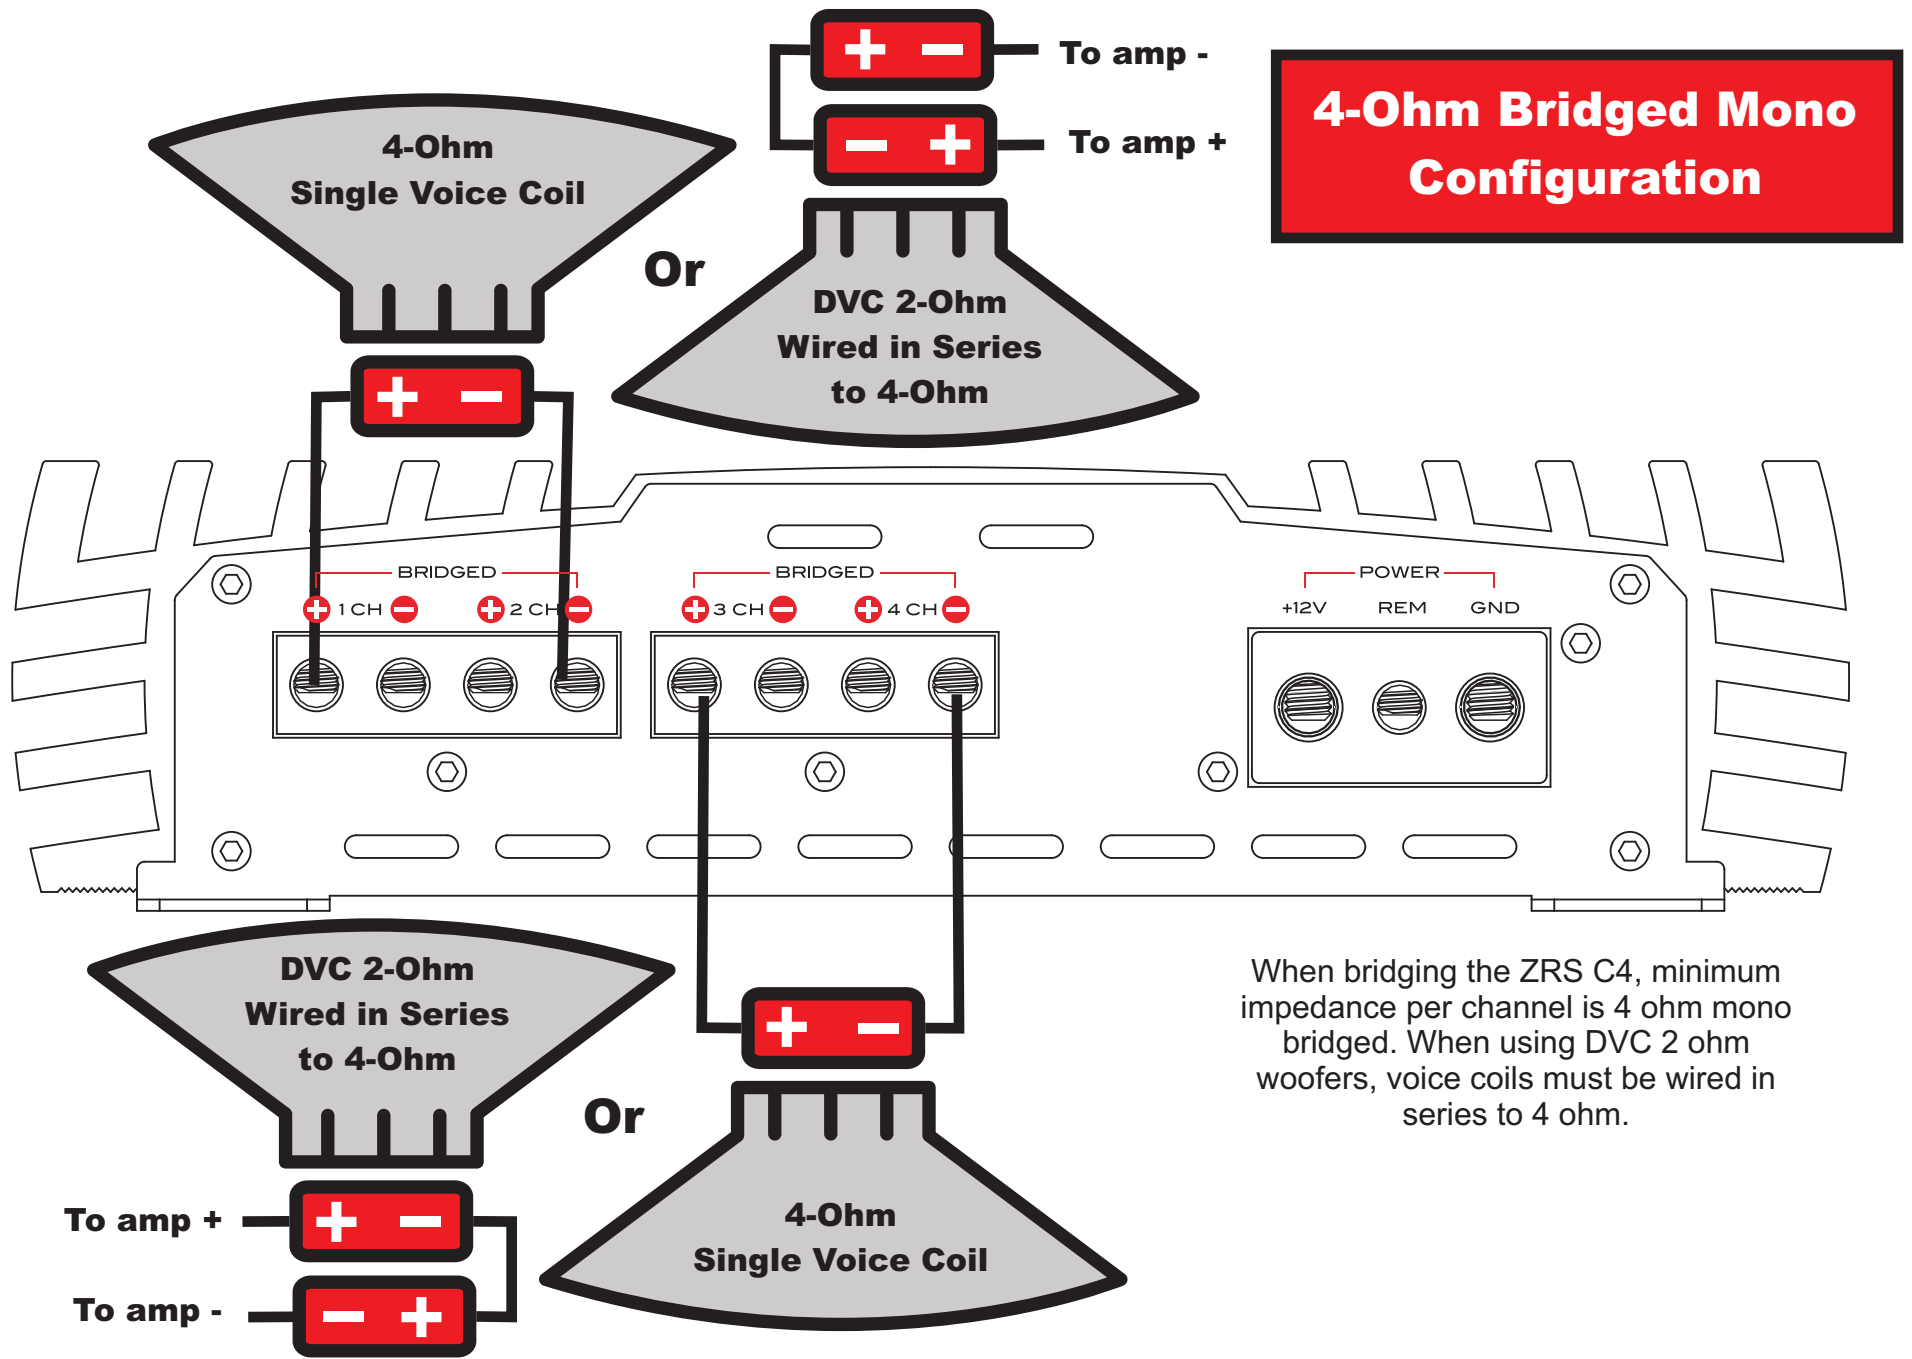 To amp -
To amp +
4-Ohm Bridged Mono
Configuration
4-Ohm
Single Voice Coil
Or
DVC 2-Ohm
Wired in Series
to 4-Ohm
+ -
- +
+ -
BRIDGED
+ 1 CH - + 2 CH -
BRIDGED
+ 3 CH - + 4 CH -
POWER
+12V REM GND
DVC 2-Ohm
Wired in Series
to 4-Ohm
Or
To amp +
To amp -
+ -
- +
+ -
4-Ohm
Single Voice Coil
When bridging the ZRS C4, minimum
impedance per channel is 4 ohm mono
bridged. When using DVC 2 ohm
woofers, voice coils must be wired in
series to 4 ohm.